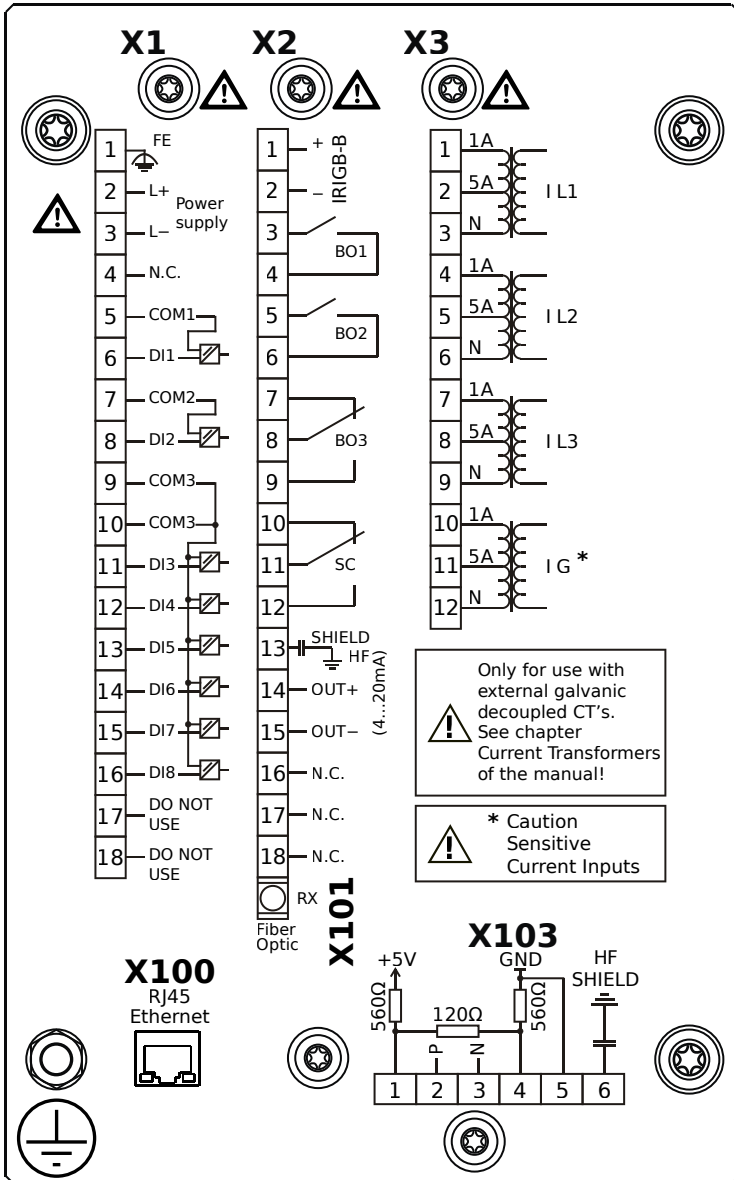 X1
X2
X3
1 FE
2 L+
3 L−
Power
supply
4 N.C.
5 COM1
6 DI1
7 COM2
8 DI2
9 COM3
10 COM3
11 DI3
12 DI4
13 DI5
14 DI6
15 DI7
16 DI8
17 DO NOT
USE
18 DO NOT
USE
1 +
2 −
IRIGB-B
3
4
BO1
5
6
BO2
7
8
9
BO3
10
11
12
SC
13 SHIELD
HF
14 OUT+
15 OUT−
(4...20mA)
16 N.C.
17 N.C.
18 N.C.
RX
Fiber
Optic
X101
1 1A
2 5A
3 N
I L1
4 1A
5 5A
6 N
I L2
7 1A
8 5A
9 N
I L3
10 1A
11 5A
12 N
I G *
Only for use with
external galvanic
decoupled CT's.
See chapter
Current Transformers
of the manual!
* Caution
Sensitive
Current Inputs
X100
RJ45
Ethernet
X103
+5V
GND
HF
SHIELD
560Ω
120Ω
560Ω
P
N
1 2 3 4 5 6